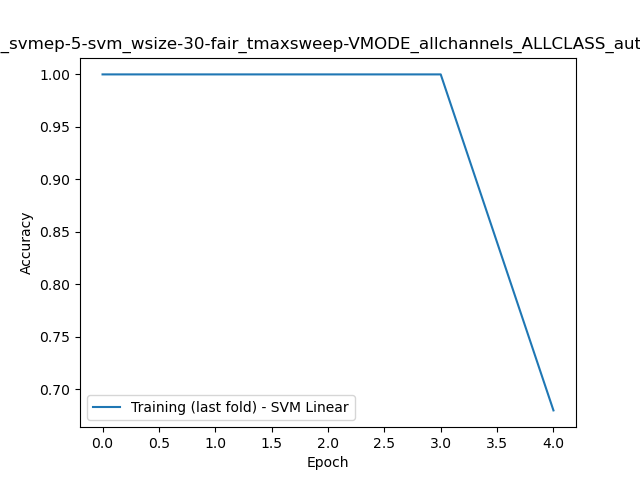 _svmep-5-svm_wsize-30-fair_tmaxsweep-VMODE_allchannels_ALLCLASS_aut
1.00
0.95
0.90
0.85
0.80
0.75
0.70
Accuracy
Training (last fold) - SVM Linear
0.0 0.5 1.0 1.5 2.0 2.5 3.0 3.5 4.0
Epoch